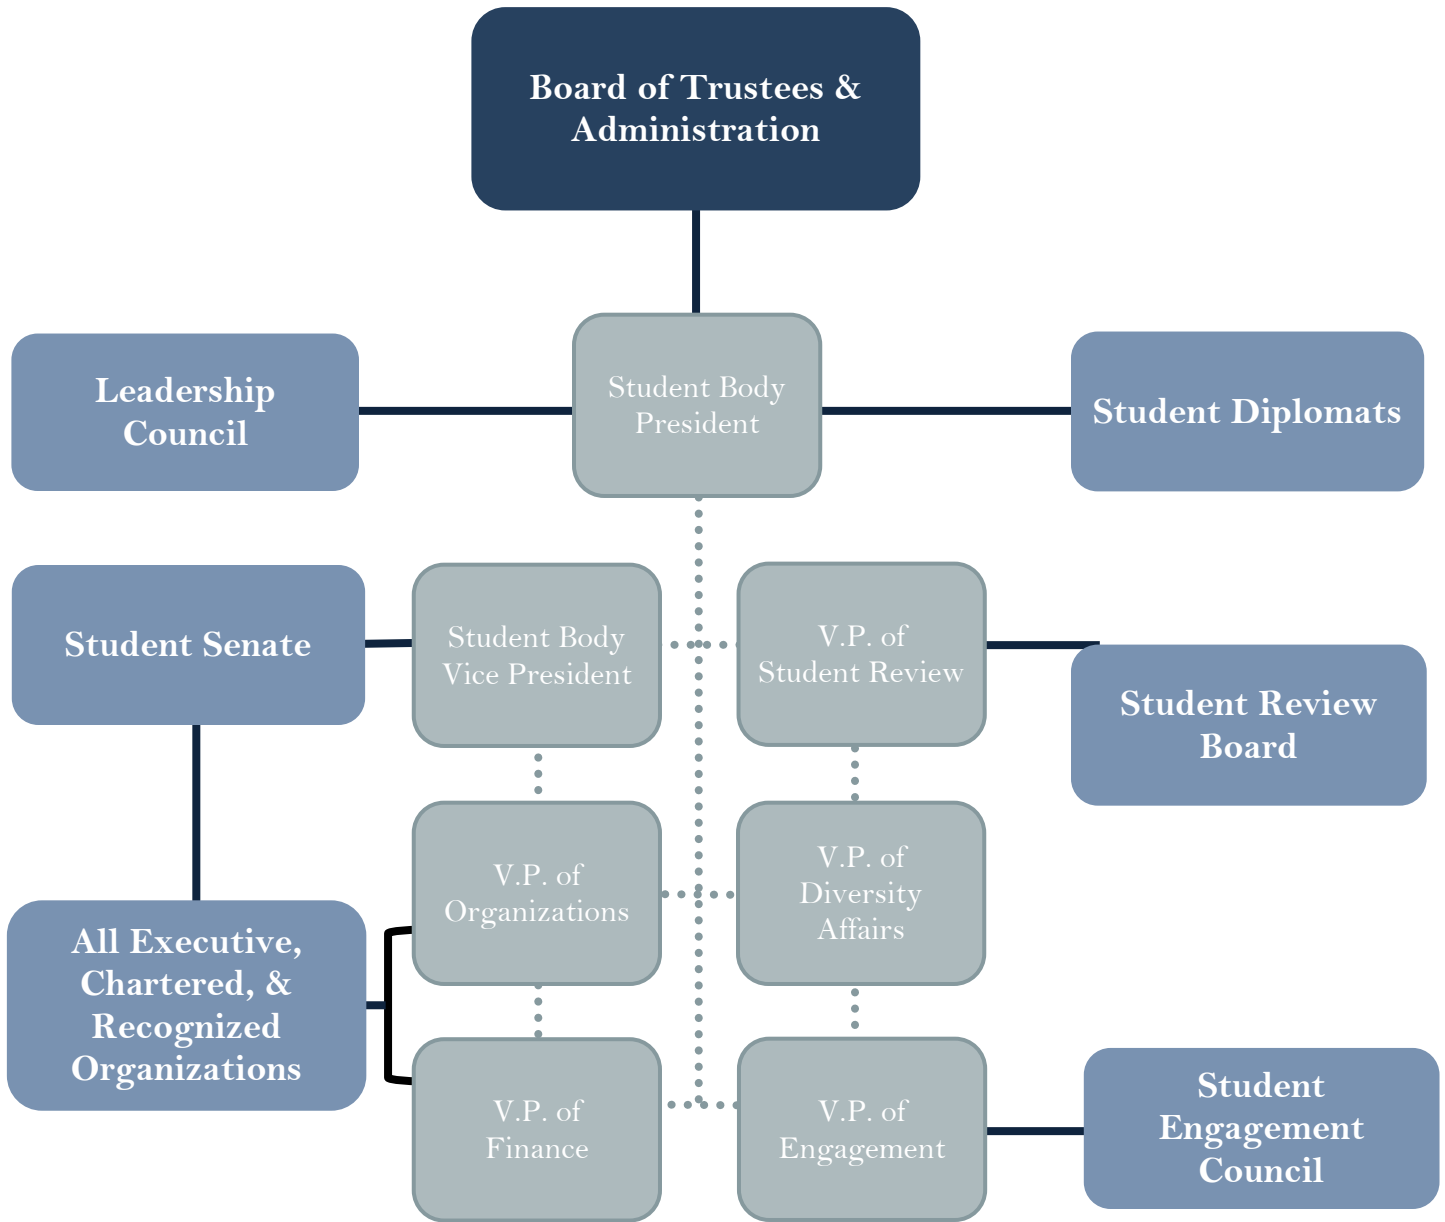 Board of Trustees &
Administration
Leadership
Council
Student Body
President
Student Diplomats
Student Senate
Student Body
Vice President
V.P. of
Student Review
Student Review
Board
V.P. of
Organizations
V.P. of
Diversity
Affairs
All Executive,
Chartered, &
Recognized
Organizations
V.P. of
Finance
V.P. of
Engagement
Student
Engagement
Council